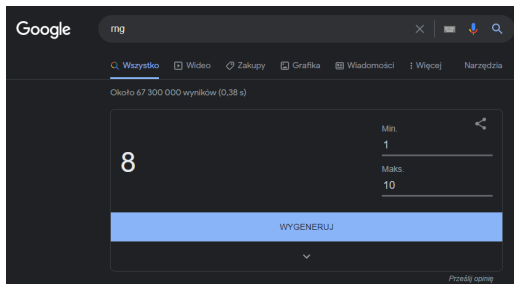 Google
rng
Wszystko Wideo Zakupy Grafika Wiadomości Więcej Narzędzia
Około 67 300 000 wyników (0,38 s)
8
Min.
1
Maks.
10
WYGENERUJ
Prześlij opinię